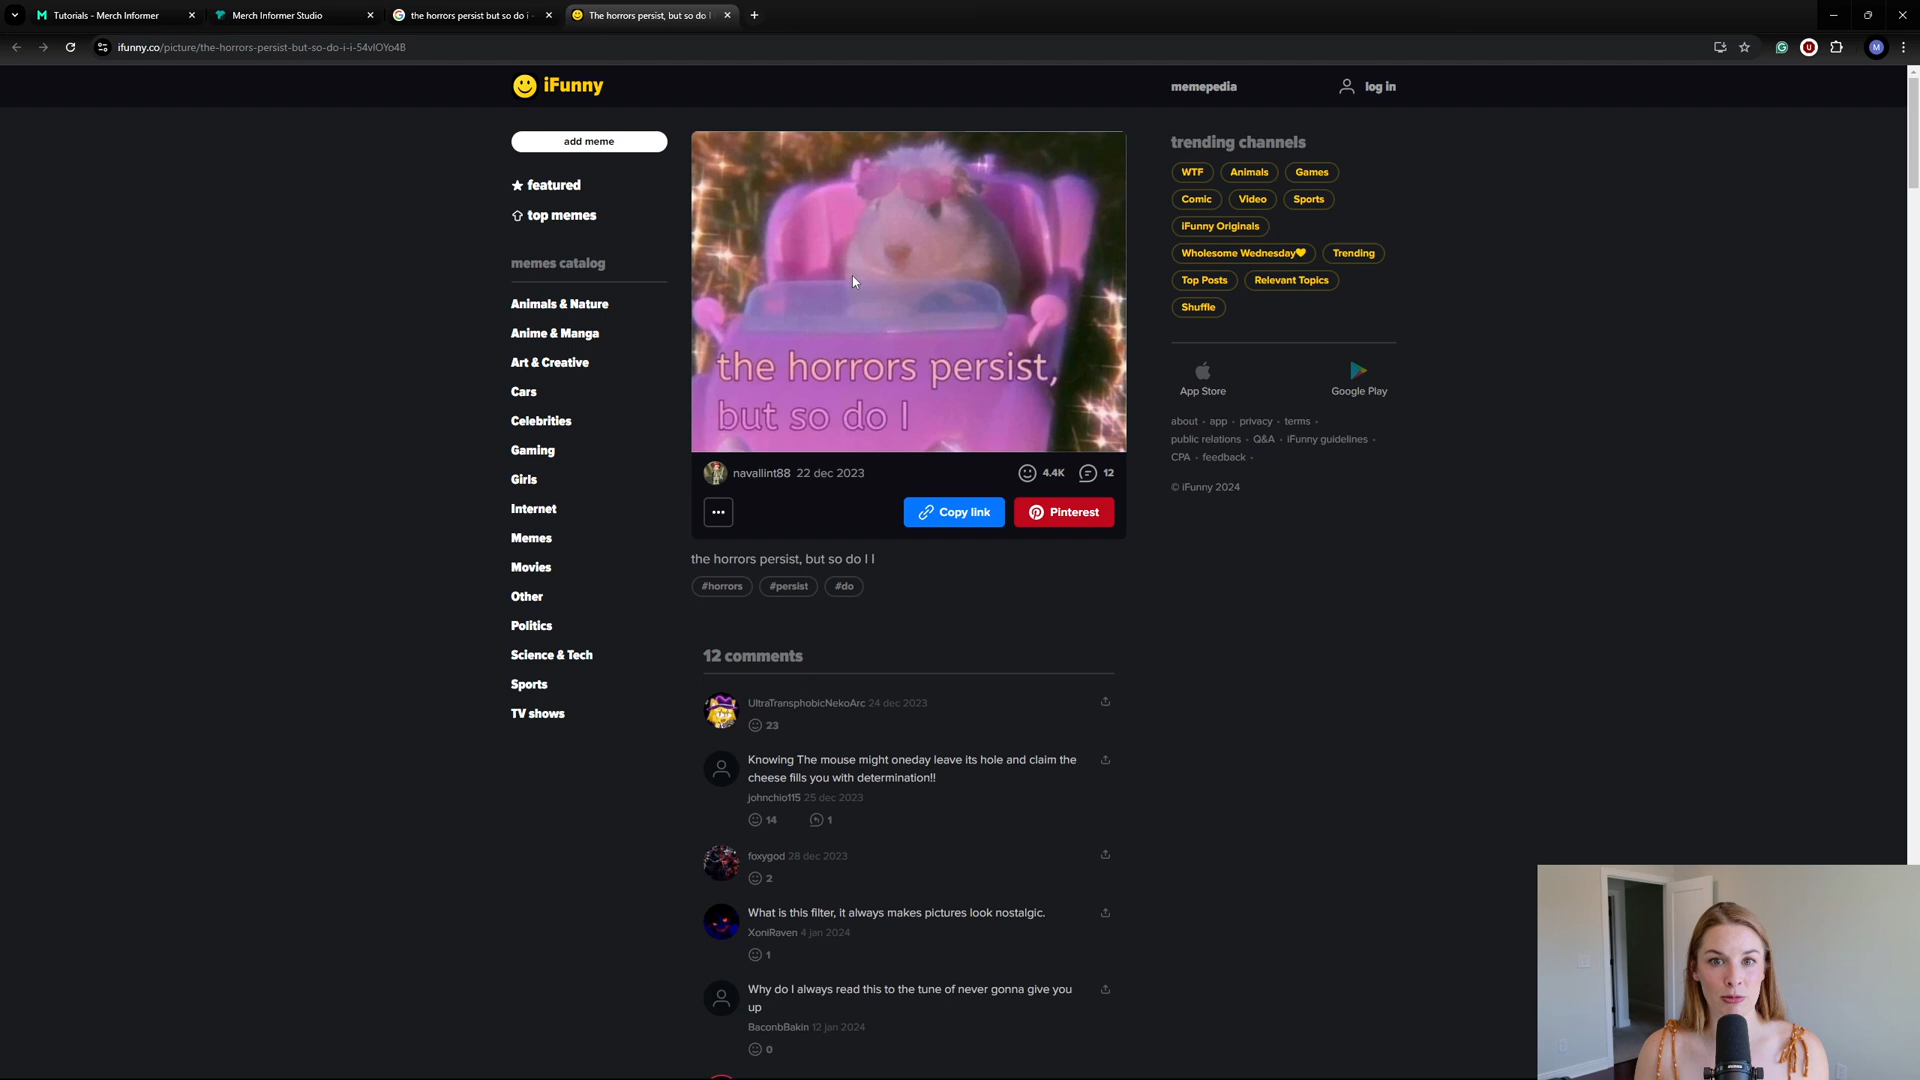 Tutorials - Merch Informer
Merch Informer Studio
the horrors persist but so do i -
The horrors persist, but so do I
ifunny.co/picture/the-horrors-persist-but-so-do-i-i-54vIOYo4B
M
iFunny
memepedia
log in
add meme
featured
top memes
memes catalog
Animals & Nature
Anime & Manga
Art & Creative
Cars
Celebrities
Gaming
Girls
Internet
Memes
Movies
Other
Politics
Science & Tech
Sports
TV shows
the horrors persist,
but so do I
navallint88 22 dec 2023
4.4K
12
Copy link
Pinterest
the horrors persist, but so do I I
#horrors
#persist
#do
12 comments
UltraTransphobicNekoArc 24 dec 2023
23
Knowing The mouse might oneday leave its hole and claim the
cheese fills you with determination!!
johnchio115 25 dec 2023
14
1
foxygod 28 dec 2023
2
What is this filter, it always makes pictures look nostalgic.
XoniRaven 4 jan 2024
1
Why do I always read this to the tune of never gonna give you
up
BaconbBakin 12 jan 2024
0
trending channels
WTF
Animals
Games
Comic
Video
Sports
iFunny Originals
Wholesome Wednesday🖤
Trending
Top Posts
Relevant Topics
Shuffle
App Store
Google Play
about · app · privacy · terms ·
public relations · Q&A · iFunny guidelines ·
CPA · feedback ·
© iFunny 2024